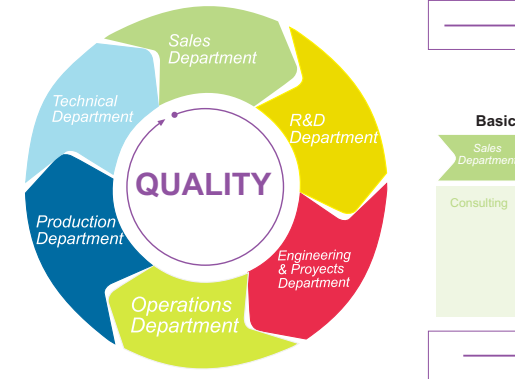 Sales
Department
R&D
Department
Engineering
& Proyects
Department
Operations
Department
Production
Department
Technical
Department
QUALITY
Basic
Sales
Department
Consulting